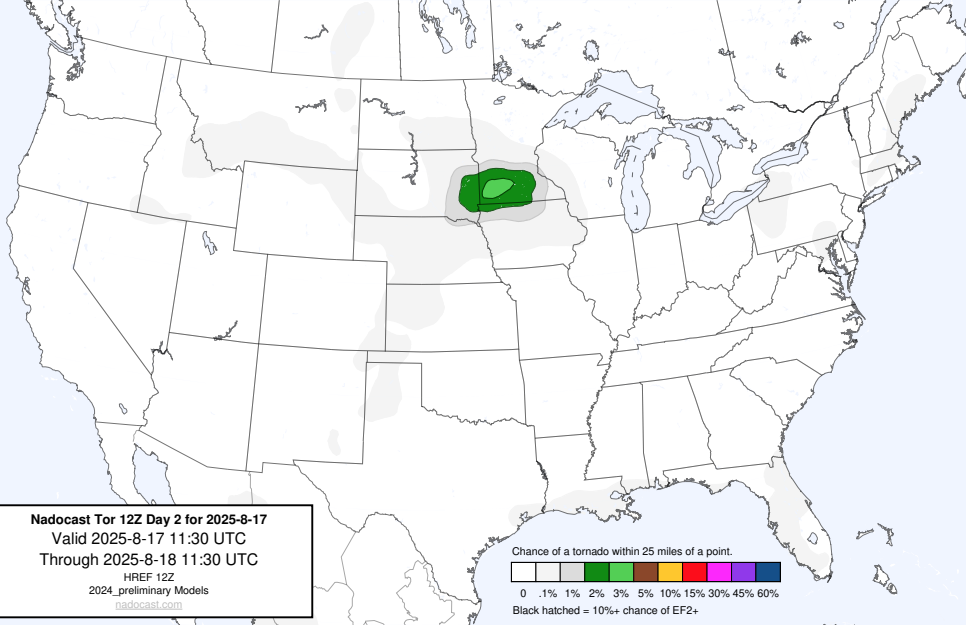 Nadocast Tor 12Z Day 2 for 2025-8-17
Valid 2025-8-17 11:30 UTC
Through 2025-8-18 11:30 UTC
HREF 12Z
2024_preliminary Models
nadocast.com
Chance of a tornado within 25 miles of a point.
0 .1% 1% 2% 3% 5% 10% 15% 30% 45% 60%
Black hatched = 10%+ chance of EF2+